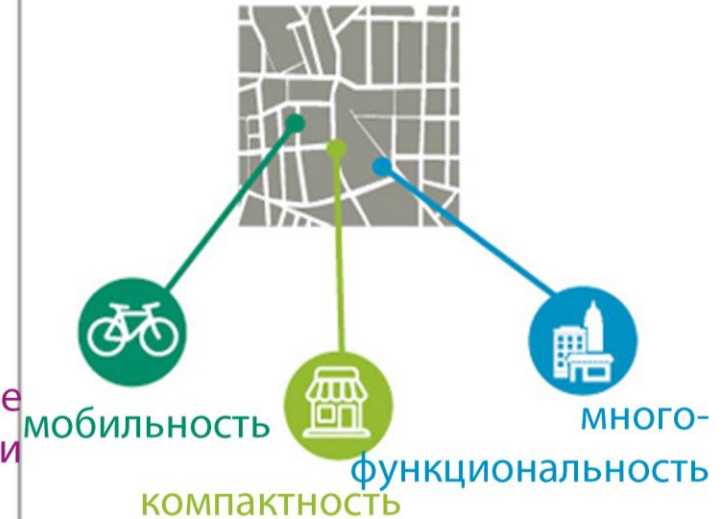 е
и
мобильность
много-
функциональность
компактность